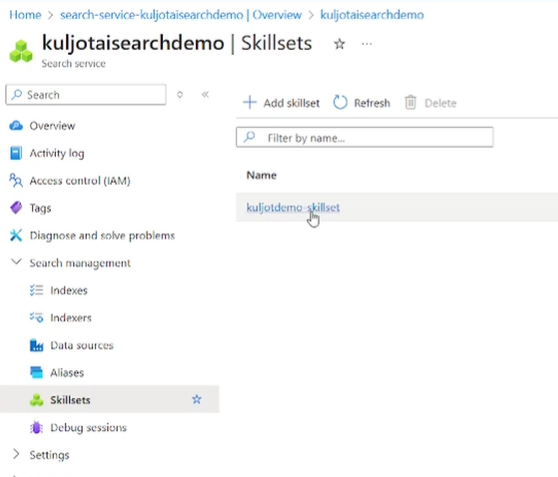 Home > search-service-kuljotaisearchdemo | Overview > kuljotaisearchdemo
kuljotaisearchdemo | Skillsets
Search service
Search
Add skillset Refresh Delete
Overview
Filter by name...
Activity log
Name
Access control (IAM)
Tags
kuljotdemo-skillset
Diagnose and solve problems
Search management
Indexes
Indexers
Data sources
Aliases
Skillsets
Debug sessions
Settings